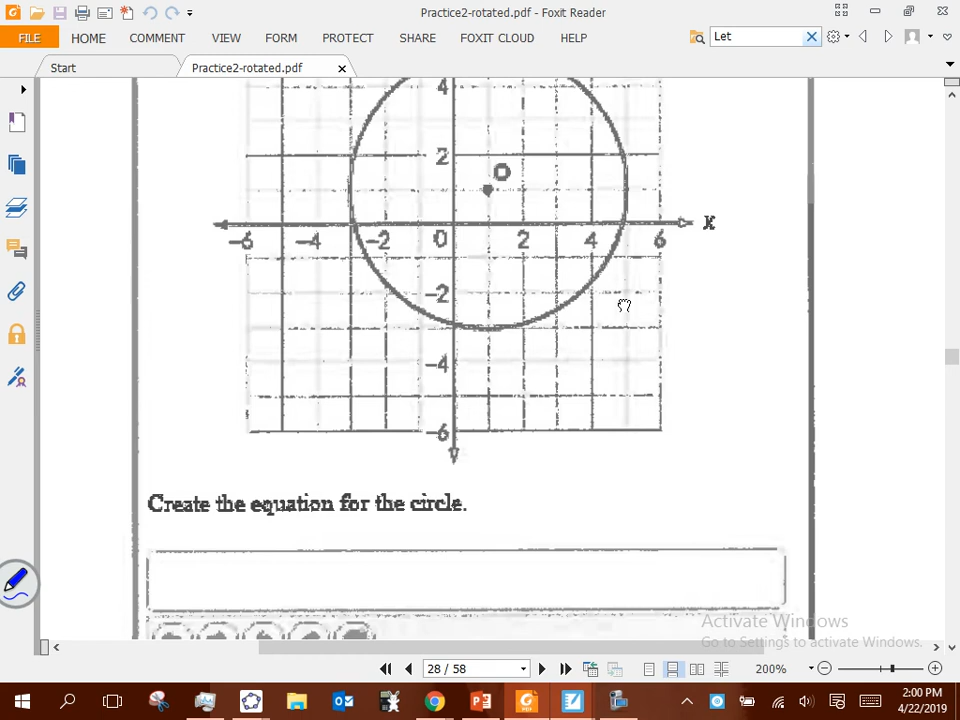 Practice2-rotated.pdf - Foxit Reader
FILE HOME COMMENT VIEW FORM PROTECT SHARE FOXIT CLOUD HELP
Let
Start Practice2-rotated.pdf
4
2
O
-6 -4 -2 0 2 4 6 X
-2
-4
-6
Create the equation for the circle.
Activate Windows
Go to Settings to activate Windows.
28 / 58
200%
2:00 PM
4/22/2019